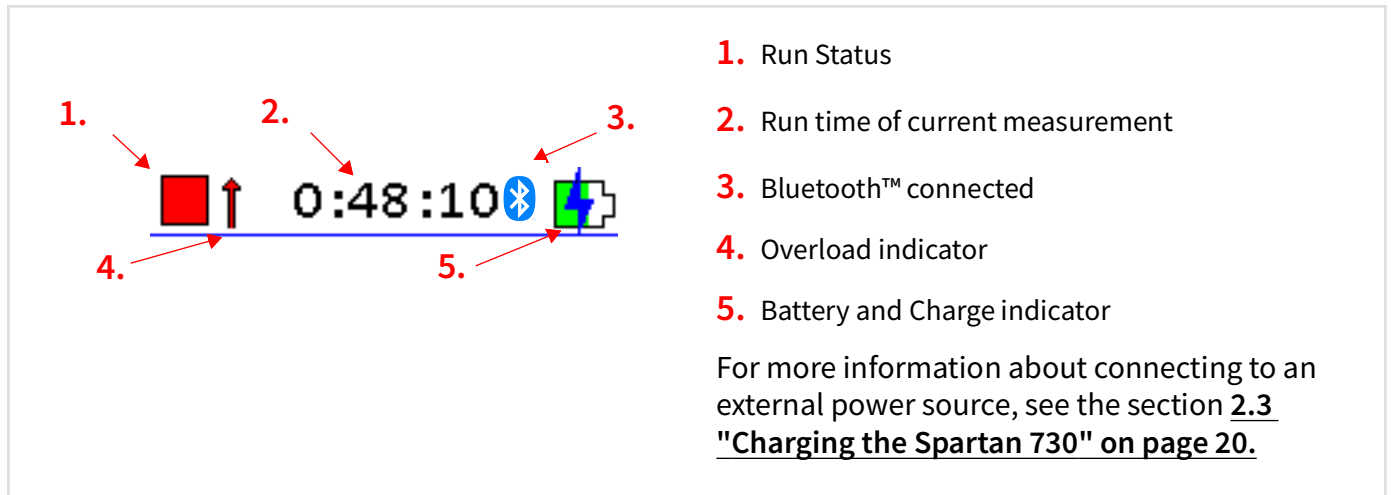 1. Run Status
1. 2. 3.
2. Run time of current measurement
3. Bluetooth™ connected
0:48:10
4. Overload indicator
4. 5.
5. Battery and Charge indicator
For more information about connecting to an
external power source, see the section 2.3
"Charging the Spartan 730" on page 20.